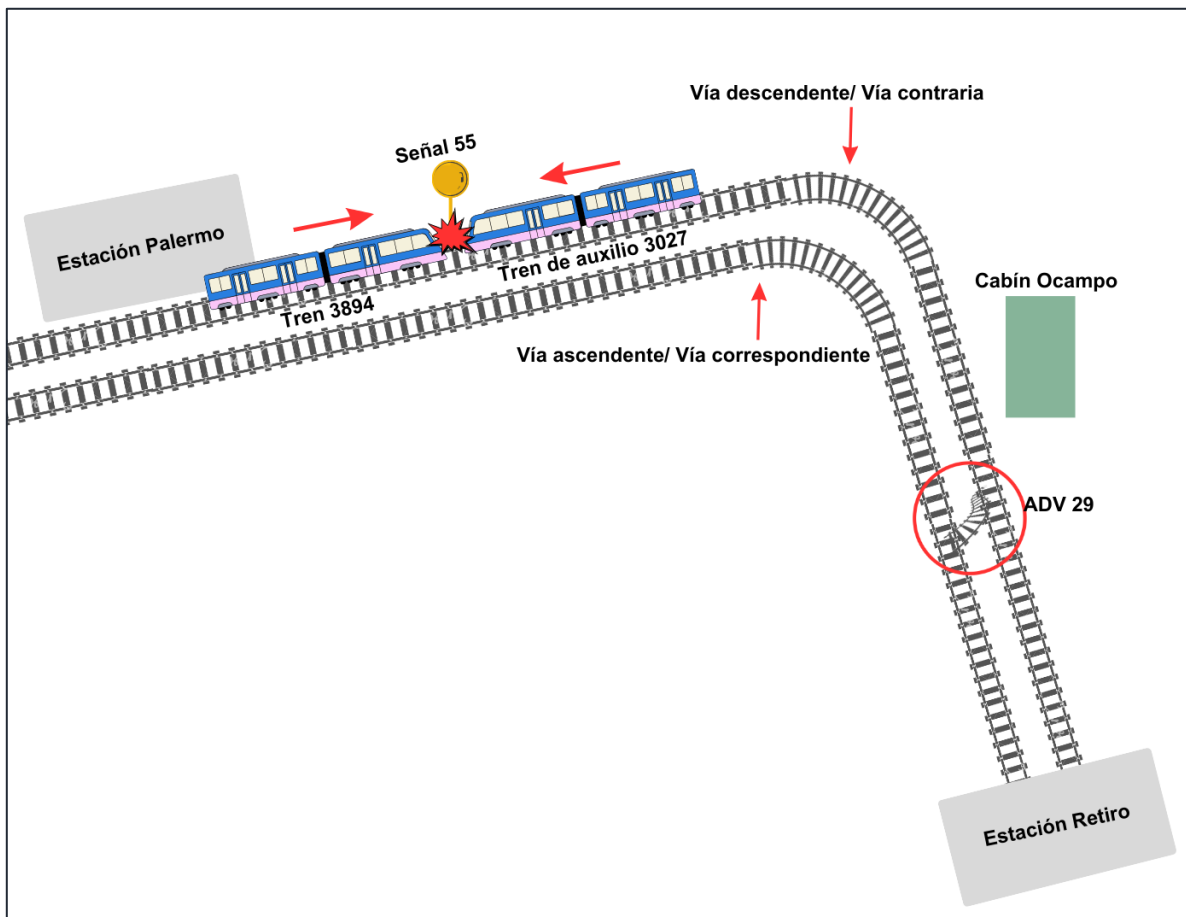 Vía descendente/ Vía contraria
Señal 55
Estación Palermo
Tren de auxilio 3027
Cabín Ocampo
Tren 3894
Vía ascendente/ Vía correspondiente
ADV 29
Estación Retiro